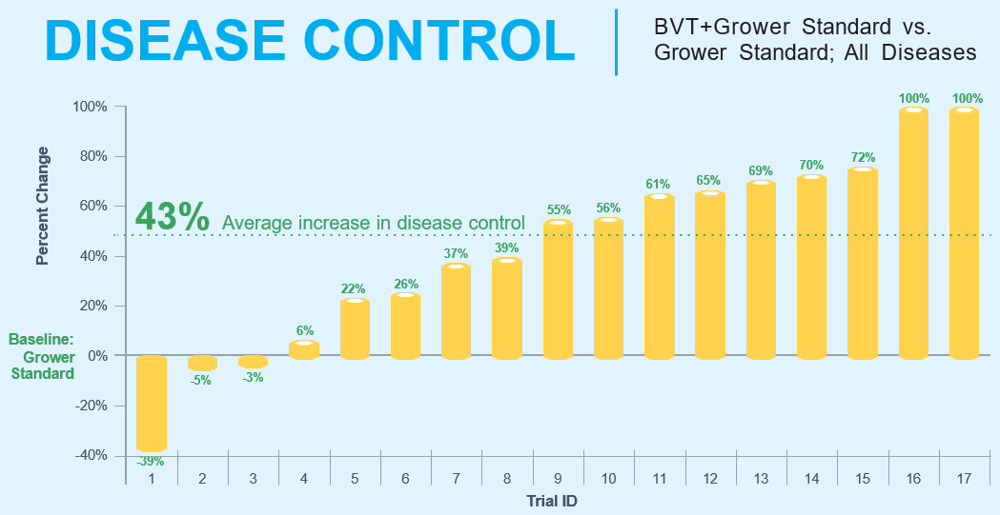 DISEASE CONTROL
BVT+Grower Standard vs.
Grower Standard; All Diseases
Percent Change
100%
80%
60%
40%
20%
0%
-20%
-40%
43% Average increase in disease control
Baseline:
Grower
Standard
-39%
-5%
-3%
6%
22%
26%
37%
39%
55%
56%
61%
65%
69%
70%
72%
100%
100%
1 2 3 4 5 6 7 8 9 10 11 12 13 14 15 16 17
Trial ID